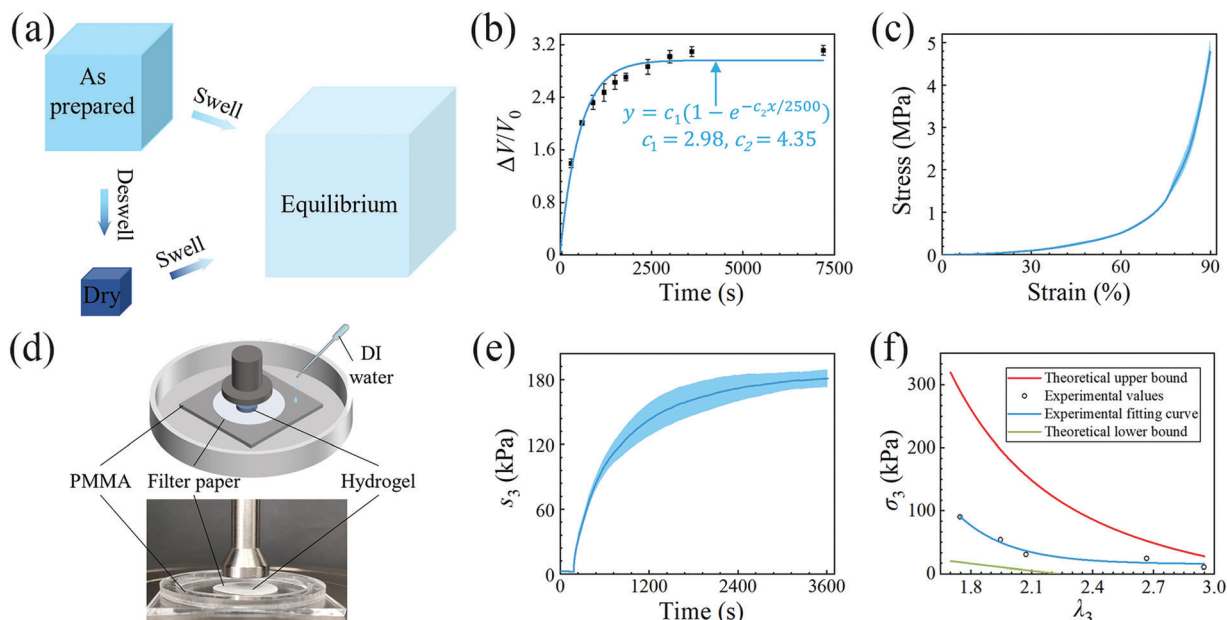 (a)
As
prepared
Swell
Deswell
Dry
Swell
Equilibrium
(b)
3.2
2.4
1.6
0.8
0
ΔV/V₀
y = c₁(1 − e^{−c₂x/2500})
c₁ = 2.98, c₂ = 4.35
0 2500 5000 7500
Time (s)
(c)
5
4
3
2
1
0
Stress (MPa)
0 30 60 90
Strain (%)
(d)
DI
water
PMMA Filter paper Hydrogel
(e)
180
120
60
0
s₃ (kPa)
0 1200 2400 3600
Time (s)
(f)
300
200
100
0
σ₃ (kPa)
Theoretical upper bound
Experimental values
Experimental fitting curve
Theoretical lower bound
1.8 2.1 2.4 2.7 3.0
λ₃